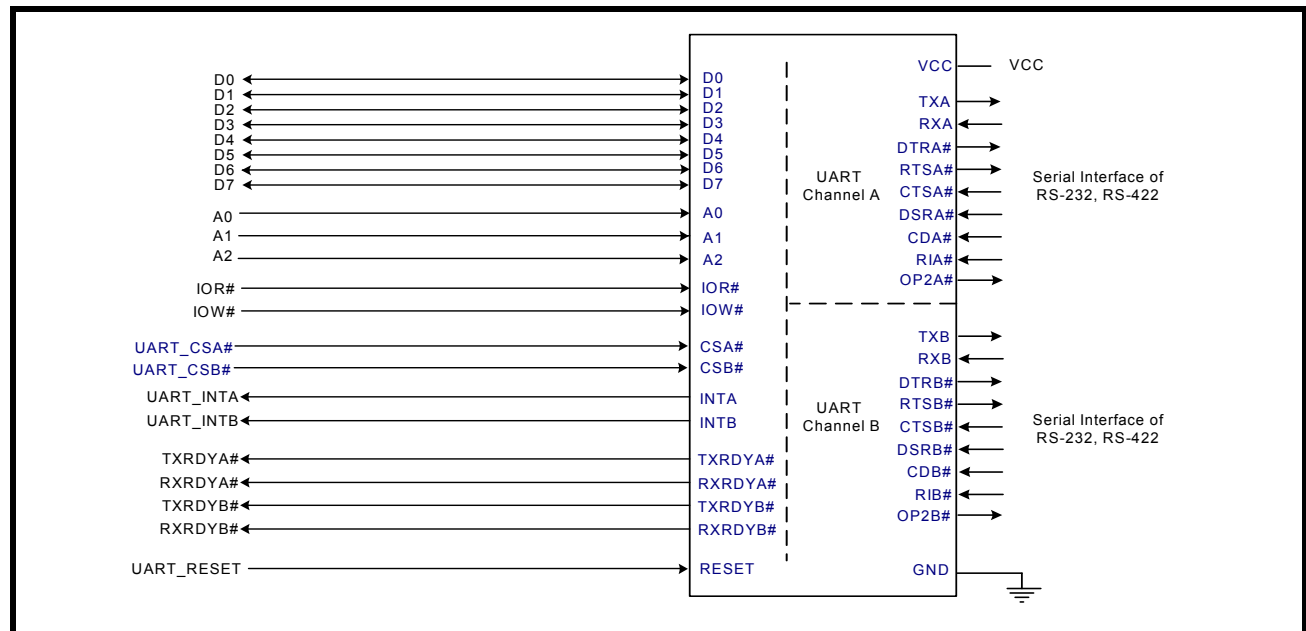 D0
D1
D2
D3
D4
D5
D6
D7
A0
A1
A2
IOR#
IOW#
UART_CSA#
UART_CSB#
UART_INTA
UART_INTB
TXRDYA#
RXRDYA#
TXRDYB#
RXRDYB#
UART_RESET
D0
D1
D2
D3
D4
D5
D6
D7
A0
A1
A2
IOR#
IOW#
CSA#
CSB#
INTA
INTB
TXRDYA#
RXRDYA#
TXRDYB#
RXRDYB#
RESET
UART
Channel A
UART
Channel B
VCC
TXA
RXA
DTRA#
RTSA#
CTSA#
DSRA#
CDA#
RIA#
OP2A#
TXB
RXB
DTRB#
RTSB#
CTSB#
DSRB#
CDB#
RIB#
OP2B#
GND
VCC
Serial Interface of
RS-232, RS-422
Serial Interface of
RS-232, RS-422